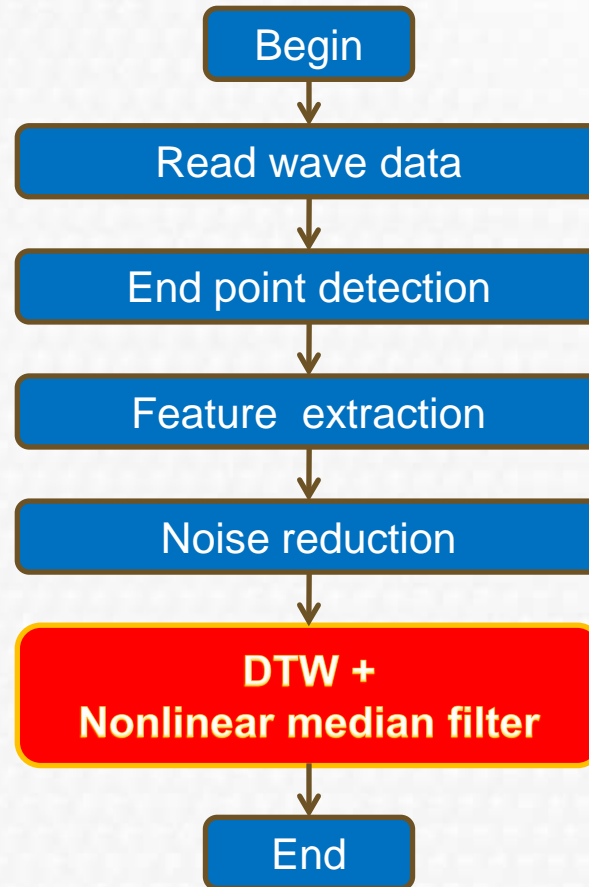 Begin
Read wave data
End point detection
Feature extraction
Noise reduction
DTW +
Nonlinear median filter
End